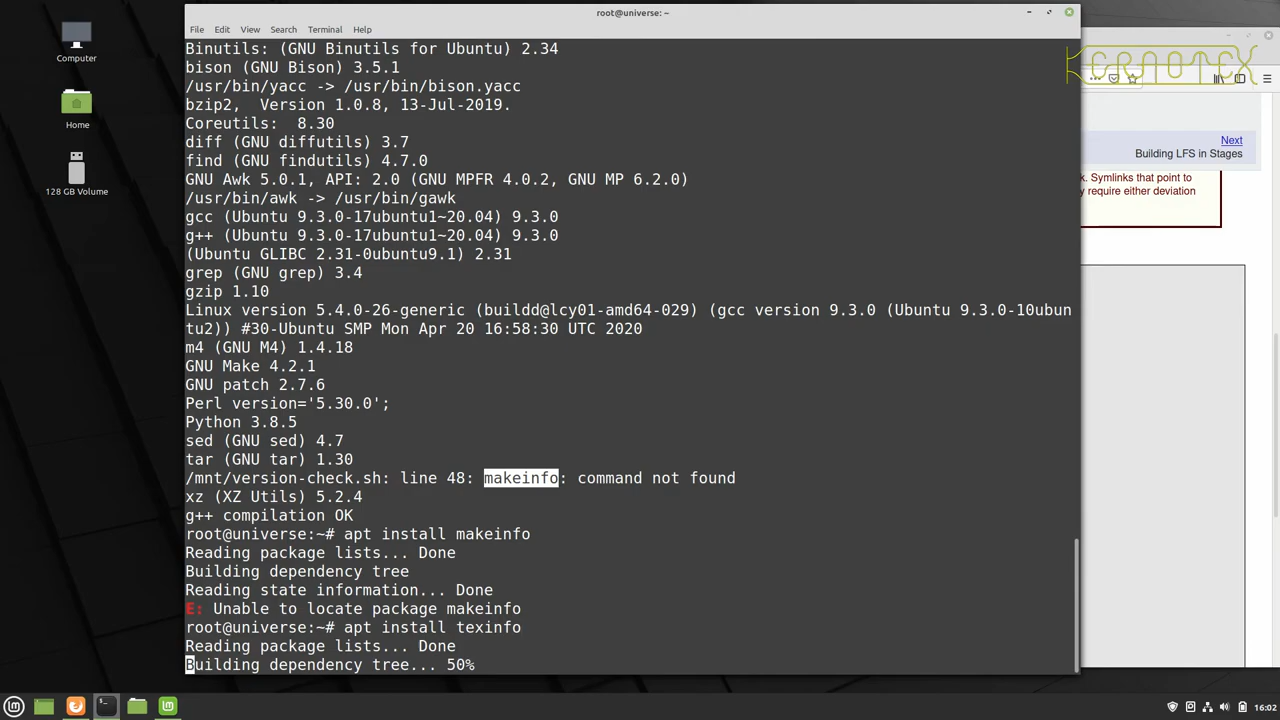 root@universe: ~
File Edit View Search Terminal Help
Computer
Home
128 GB Volume
Binutils: (GNU Binutils for Ubuntu) 2.34
bison (GNU Bison) 3.5.1
/usr/bin/yacc -> /usr/bin/bison.yacc
bzip2,  Version 1.0.8, 13-Jul-2019.
Coreutils:  8.30
diff (GNU diffutils) 3.7
find (GNU findutils) 4.7.0
GNU Awk 5.0.1, API: 2.0 (GNU MPFR 4.0.2, GNU MP 6.2.0)
/usr/bin/awk -> /usr/bin/gawk
gcc (Ubuntu 9.3.0-17ubuntu1~20.04) 9.3.0
g++ (Ubuntu 9.3.0-17ubuntu1~20.04) 9.3.0
(Ubuntu GLIBC 2.31-0ubuntu9.1) 2.31
grep (GNU grep) 3.4
gzip 1.10
Linux version 5.4.0-26-generic (buildd@lcy01-amd64-029) (gcc version 9.3.0 (Ubuntu 9.3.0-10ubun
tu2)) #30-Ubuntu SMP Mon Apr 20 16:58:30 UTC 2020
m4 (GNU M4) 1.4.18
GNU Make 4.2.1
GNU patch 2.7.6
Perl version='5.30.0';
Python 3.8.5
sed (GNU sed) 4.7
tar (GNU tar) 1.30
/mnt/version-check.sh: line 48: makeinfo: command not found
xz (XZ Utils) 5.2.4
g++ compilation OK
root@universe:~# apt install makeinfo
Reading package lists... Done
Building dependency tree
Reading state information... Done
E: Unable to locate package makeinfo
root@universe:~# apt install texinfo
Reading package lists... Done
Building dependency tree... 50%
Next
Building LFS in Stages
k. Symlinks that point to
y require either deviation
16:02